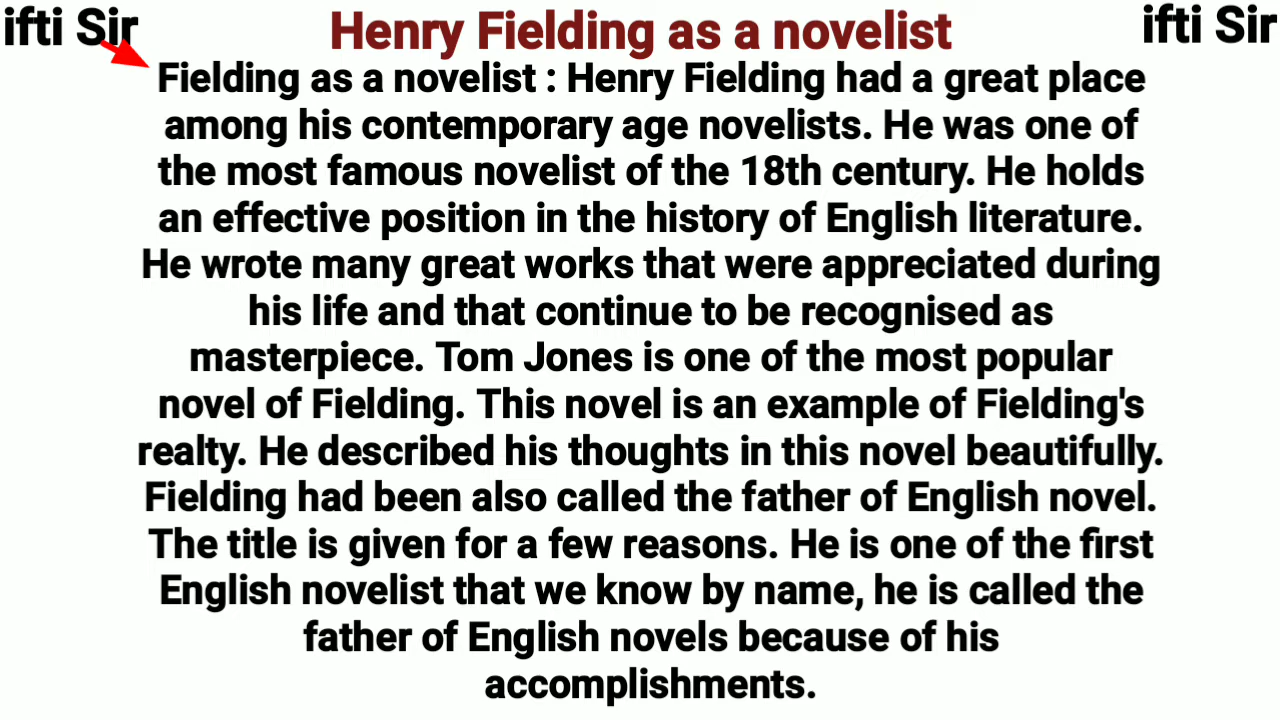 ifti Sir
Henry Fielding as a novelist
ifti Sir
Fielding as a novelist : Henry Fielding had a great place
among his contemporary age novelists. He was one of
the most famous novelist of the 18th century. He holds
an effective position in the history of English literature.
He wrote many great works that were appreciated during
his life and that continue to be recognised as
masterpiece. Tom Jones is one of the most popular
novel of Fielding. This novel is an example of Fielding's
realty. He described his thoughts in this novel beautifully.
Fielding had been also called the father of English novel.
The title is given for a few reasons. He is one of the first
English novelist that we know by name, he is called the
father of English novels because of his
accomplishments.